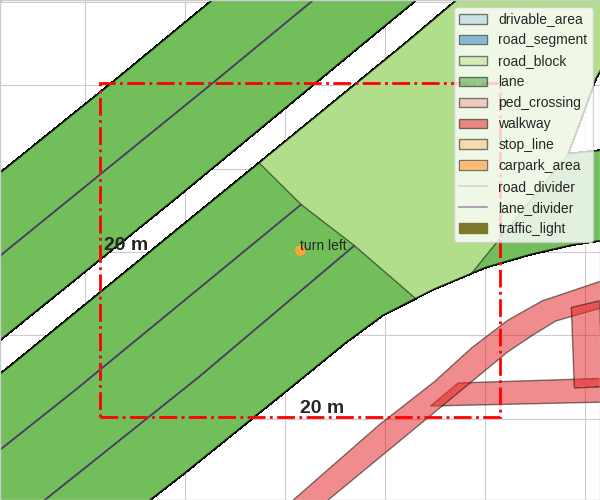 drivable_area
road_segment
road_block
lane
ped_crossing
walkway
stop_line
carpark_area
road_divider
lane_divider
traffic_light
20 m
turn left
20 m